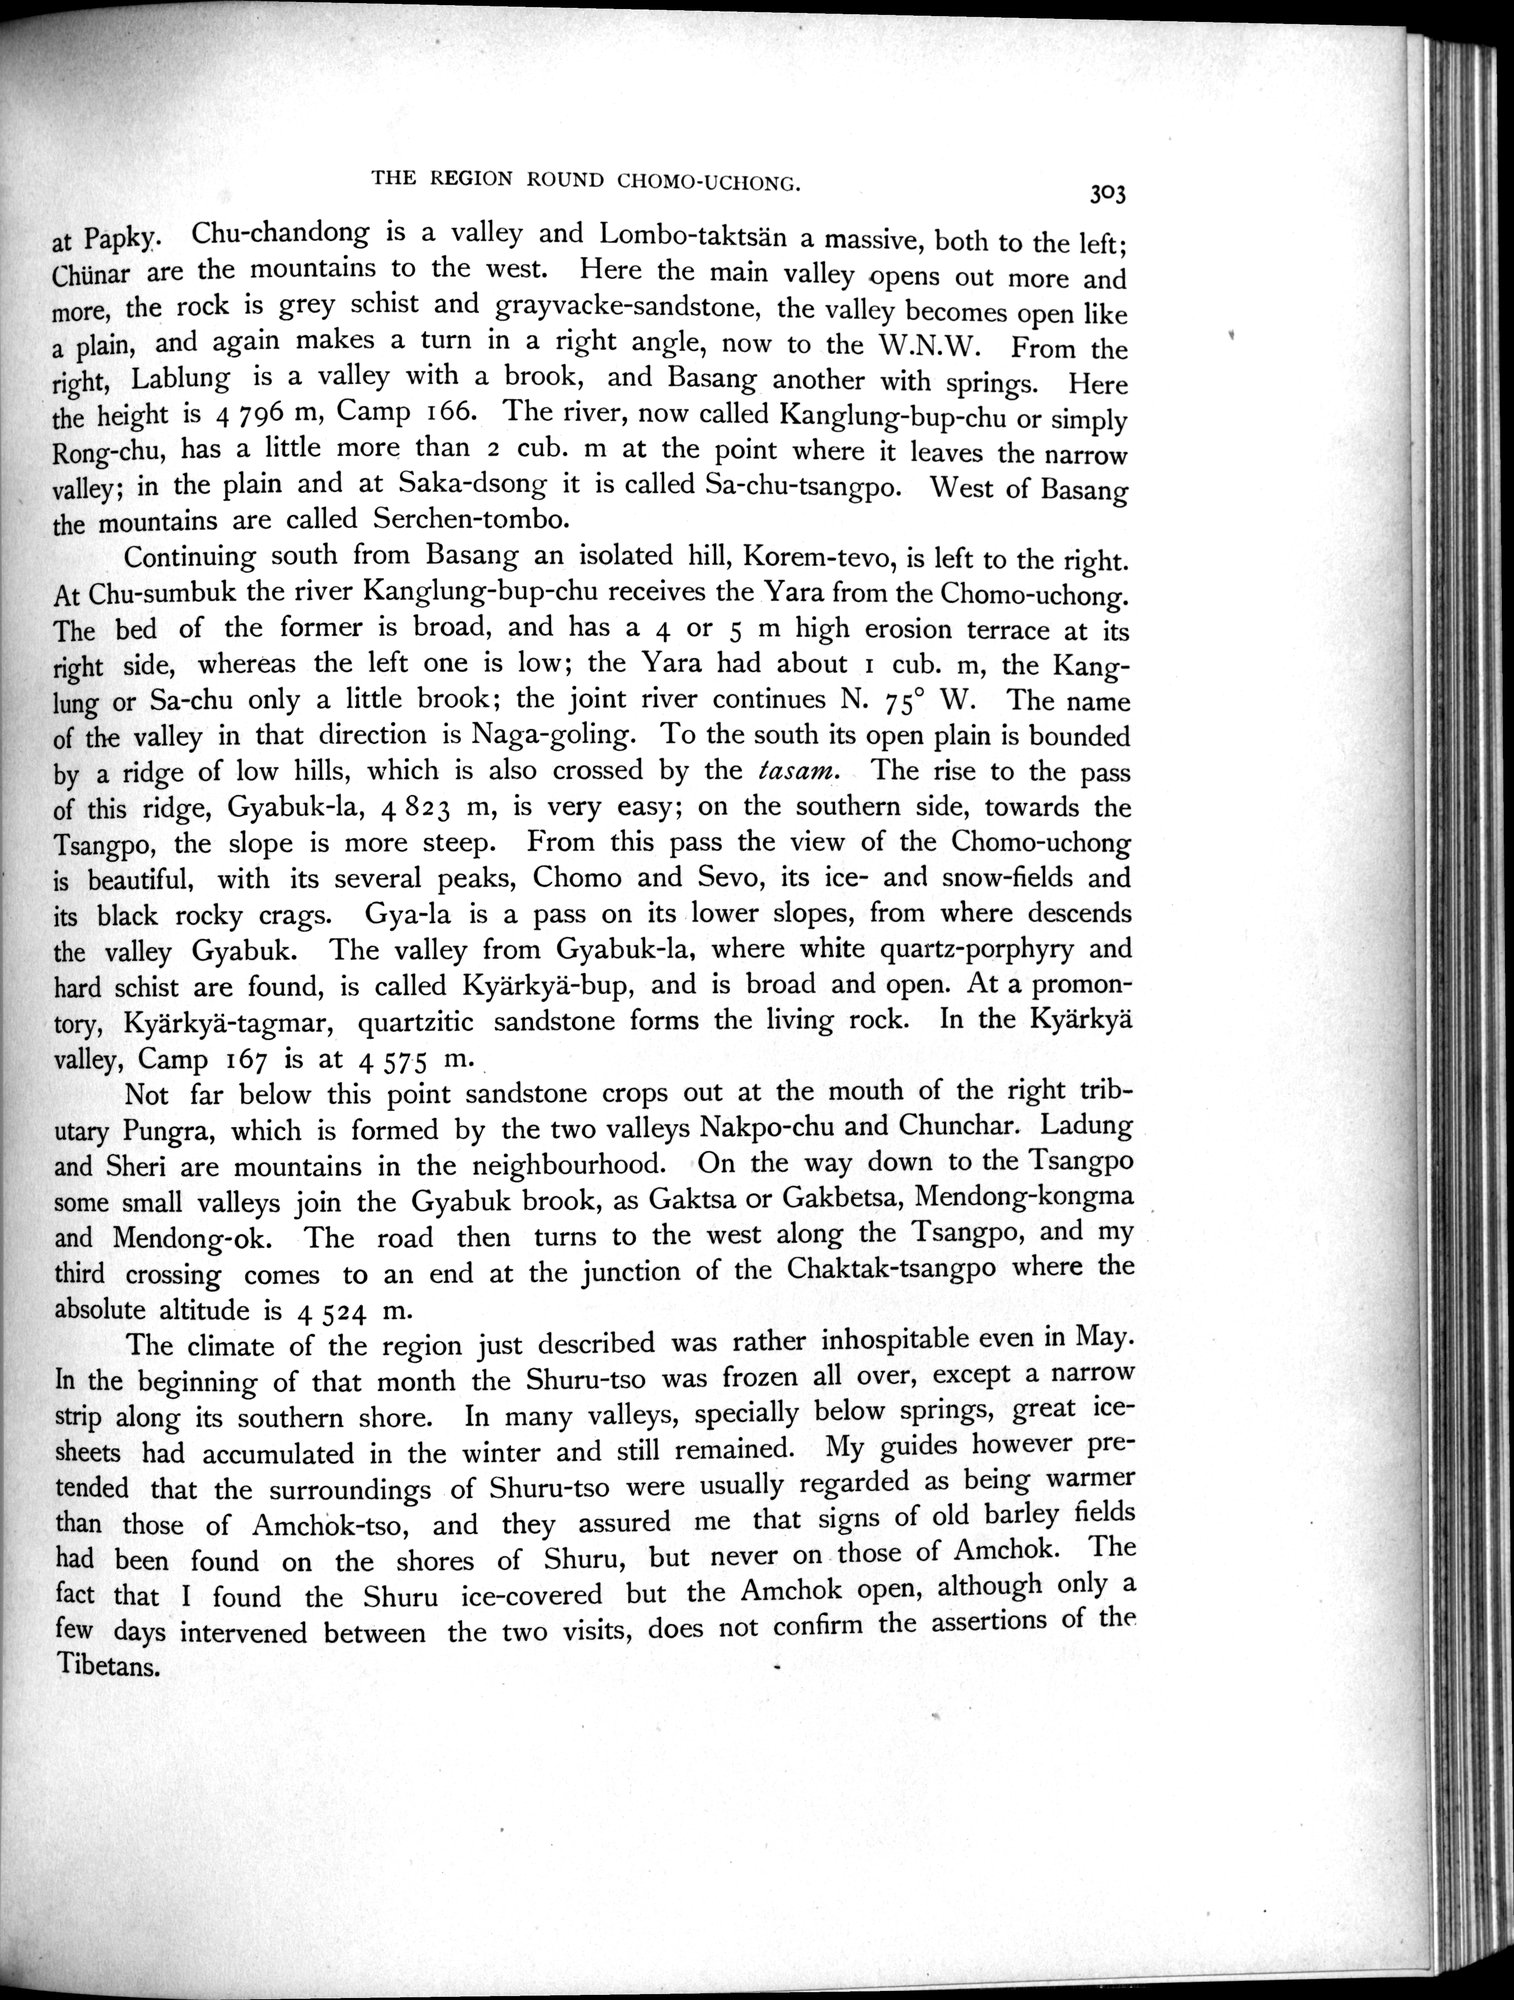 THE REGION ROUND CHOMO-UCHONG.
303
at Papky. Chu-chandong is a valley and Lombo-taktsän a massive, both to the left;
Chünar are the mountains to the west. Here the main valley opens out more and
more, the rock is grey schist and grayvacke-sandstone, the valley becomes open like
a plain, and again makes a turn in a right angle, now to the W.N.W. From the
right, Lablung is a valley with a brook, and Basang another with springs. Here
the height is 4 796 m, Camp 166. The river, now called Kanglung-bup-chu or simply
Rong-chu, has a little more than 2 cub. m at the point where it leaves the narrow
valley; in the plain and at Saka-dsong it is called Sa-chu-tsangpo. West of Basang
the mountains are called Serchen-tombo.
Continuing south from Basang an isolated hill, Korem-tevo, is left to the right.
At Chu-sumbuk the river Kanglung-bup-chu receives the Yara from the Chomo-uchong.
The bed of the former is broad, and has a 4 or 5 m high erosion terrace at its
right side, whereas the left one is low; the Yara had about 1 cub. m, the Kang-
lung or Sa-chu only a little brook; the joint river continues N. 75° W. The name
of the valley in that direction is Naga-goling. To the south its open plain is bounded
by a ridge of low hills, which is also crossed by the tasam. The rise to the pass
of this ridge, Gyabuk-la, 4 823 m, is very easy; on the southern side, towards the
Tsangpo, the slope is more steep. From this pass the view of the Chomo-uchong
is beautiful, with its several peaks, Chomo and Sevo, its ice- and snow-fields and
its black rocky crags. Gya-la is a pass on its lower slopes, from where descends
the valley Gyabuk. The valley from Gyabuk-la, where white quartz-porphyry and
hard schist are found, is called Kyärkyä-bup, and is broad and open. At a promon-
tory, Kyärkyä-tagmar, quartzitic sandstone forms the living rock. In the Kyärkyä
valley, Camp 167 is at 4 575 m.
Not far below this point sandstone crops out at the mouth of the right trib-
utary Pungra, which is formed by the two valleys Nakpo-chu and Chunchar. Ladung
and Sheri are mountains in the neighbourhood. On the way down to the Tsangpo
some small valleys join the Gyabuk brook, as Gaktsa or Gakbetsa, Mendong-kongma
and Mendong-ok. The road then turns to the west along the Tsangpo, and my
third crossing comes to an end at the junction of the Chaktak-tsangpo where the
absolute altitude is 4 524 m.
The climate of the region just described was rather inhospitable even in May.
In the beginning of that month the Shuru-tso was frozen all over, except a narrow
strip along its southern shore. In many valleys, specially below springs, great ice-
sheets had accumulated in the winter and still remained. My guides however pre-
tended that the surroundings of Shuru-tso were usually regarded as being warmer
than those of Amchok-tso, and they assured me that signs of old barley fields
had been found on the shores of Shuru, but never on those of Amchok. The
fact that I found the Shuru ice-covered but the Amchok open, although only a
few days intervened between the two visits, does not confirm the assertions of the
Tibetans.